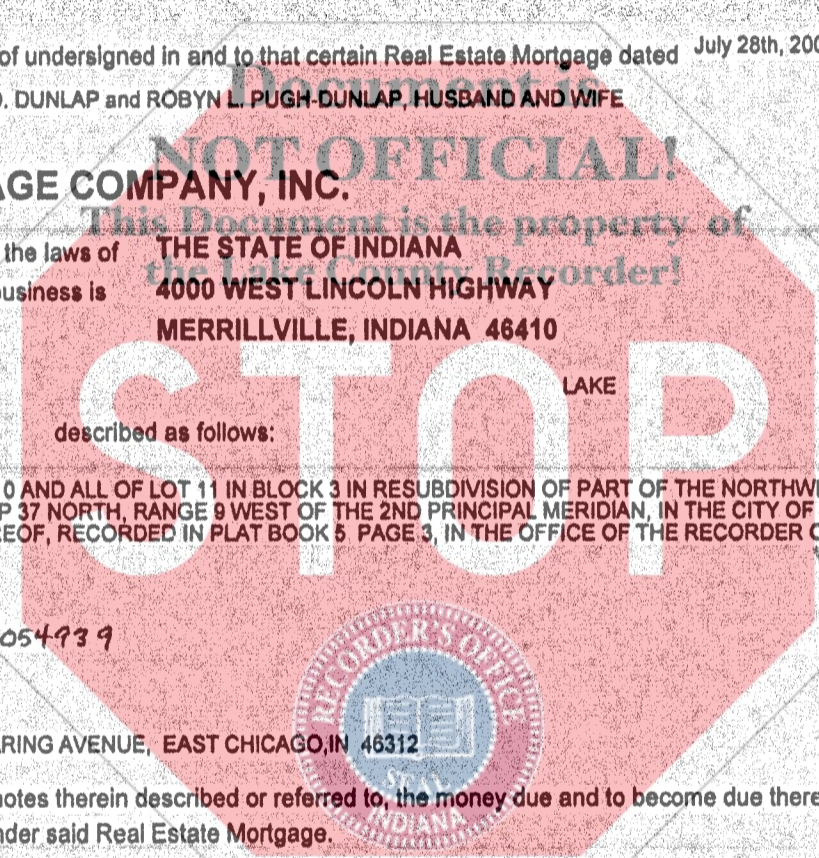 of undersigned in and to that certain Real Estate Mortgage dated July 28th, 200
Document is
D. DUNLAP and ROBYN L. PUGH-DUNLAP, HUSBAND AND WIFE
NOT OFFICIAL!
AGE COMPANY, INC.
This Document is the property of
the laws of THE STATE OF INDIANA
the Lake County Recorder!
business is 4000 WEST LINCOLN HIGHWAY
MERRILLVILLE, INDIANA 46410
STOP
LAKE
described as follows:
0 AND ALL OF LOT 11 IN BLOCK 3 IN RESUBDIVISION OF PART OF THE NORTHWE
P 37 NORTH, RANGE 9 WEST OF THE 2ND PRINCIPAL MERIDIAN, IN THE CITY OF
EOF, RECORDED IN PLAT BOOK 5 PAGE 3, IN THE OFFICE OF THE RECORDER O
054939
RECORDER'S OFFICE
SEAL
INDIANA
RING AVENUE, EAST CHICAGO,IN 46312
notes therein described or referred to, the money due and to become due there
nder said Real Estate Mortgage.